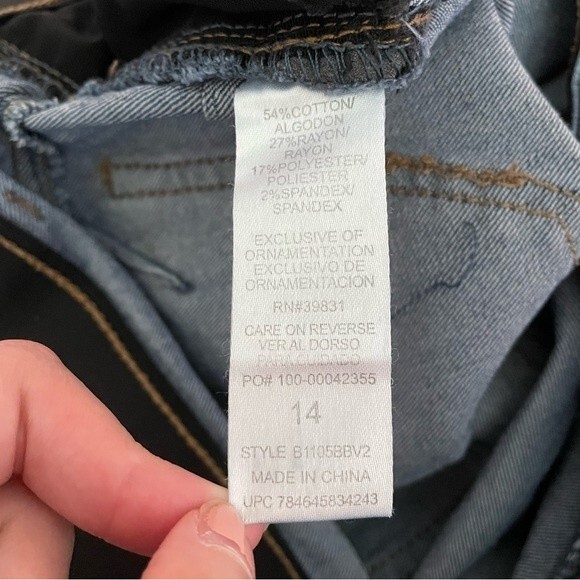 54%COTTON/
ALGODON
27%RAYON/
RAYON
17%POLYESTER/
POLIESTER
2%SPANDEX/
SPANDEX
EXCLUSIVE OF
ORNAMENTATION
EXCLUSIVO DE
ORNAMENTACION
RN#39831
CARE ON REVERSE
VER AL DORSO
PARA CUIDADO
PO# 100-00042355
14
STYLE B1105BBV2
MADE IN CHINA
UPC 784645834243